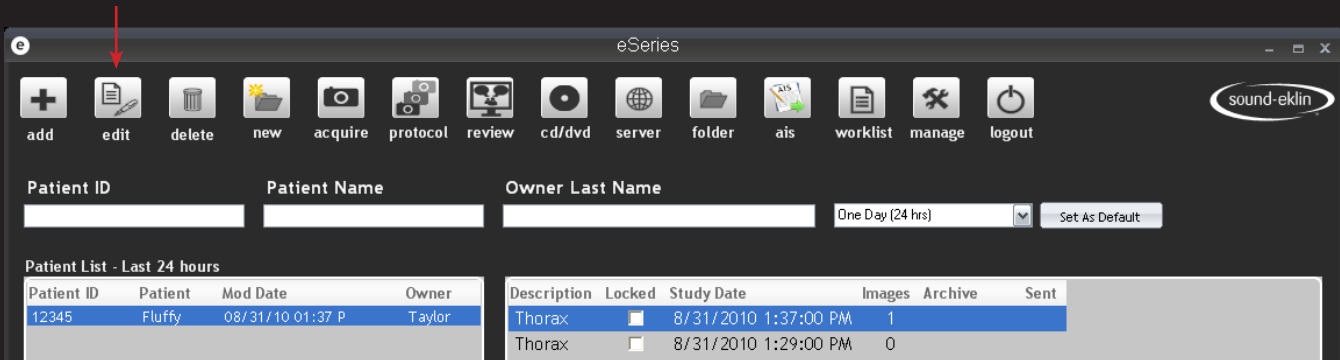 e
eSeries
sound-eklin
AIS
add edit delete new acquire protocol review cd/dvd server folder ais worklist manage logout
Patient ID Patient Name Owner Last Name
One Day (24 hrs) Set As Default
Patient List - Last 24 hours
Patient ID Patient Mod Date Owner Description Locked Study Date Images Archive Sent
12345 Fluffy 08/31/10 01:37 P Taylor Thorax 8/31/2010 1:37:00 PM 1
Thorax 8/31/2010 1:29:00 PM 0